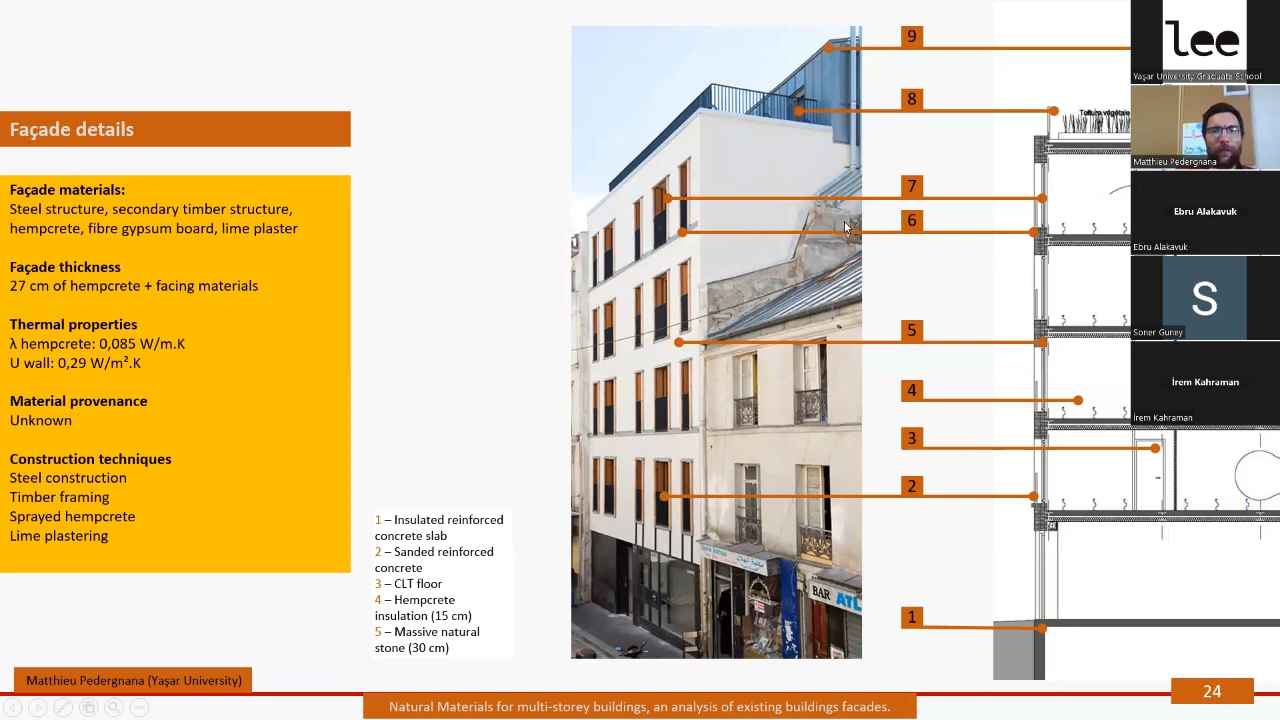 Façade details
Façade materials:
Steel structure, secondary timber structure,
hempcrete, fibre gypsum board, lime plaster
Façade thickness
27 cm of hempcrete + facing materials
Thermal properties
λ hempcrete: 0,085 W/m.K
U wall: 0,29 W/m².K
Material provenance
Unknown
Construction techniques
Steel construction
Timber framing
Sprayed hempcrete
Lime plastering
1 – Insulated reinforced
concrete slab
2 – Sanded reinforced
concrete
3 – CLT floor
4 – Hempcrete
insulation (15 cm)
5 – Massive natural
stone (30 cm)
BAR ATL
9
8
7
6
5
4
3
2
1
lee
Yaşar University Graduate School
Matthieu Pedergnana
Ebru Alakavuk
Ebru Alakavuk
S
Soner Guney
İrem Kahraman
İrem Kahraman
Matthieu Pedergnana (Yaşar University)
Natural Materials for multi-storey buildings, an analysis of existing buildings facades.
24